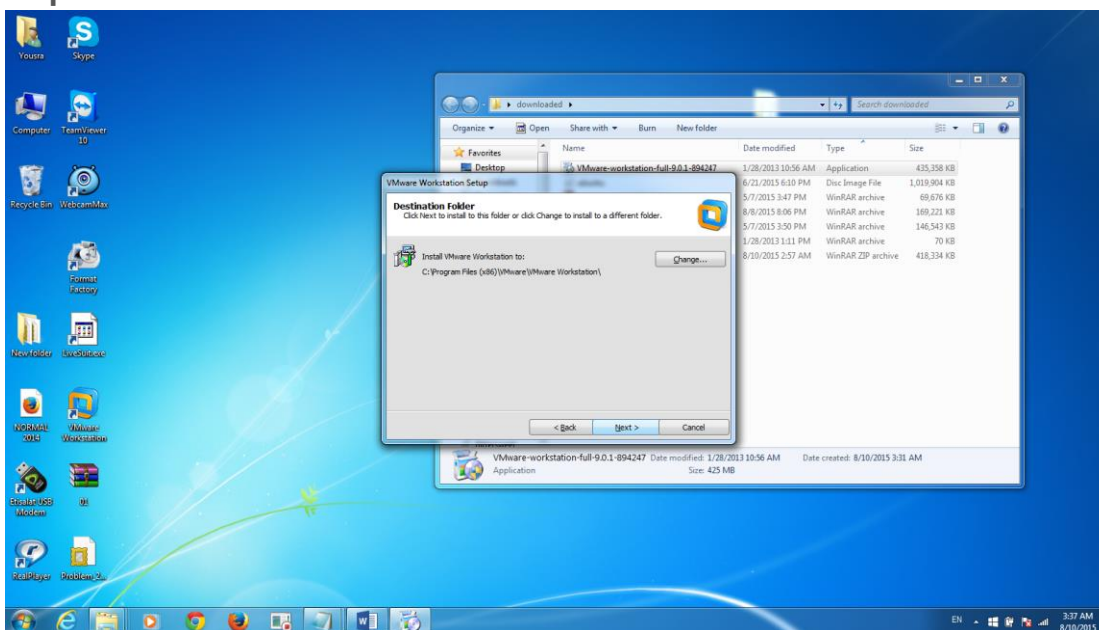 Yousra
Skype
Computer
TeamViewer
10
Recycle Bin
WebcamMax
Format
Factory
New folder
LiveSuit.exe
NORMAL
2014
VMware
Workstation
Etisalat USB
Modem
01
RealPlayer
Problem_2...
downloaded
Search downloaded
Organize
Open
Share with
Burn
New folder
Favorites
Desktop
Name
Date modified
Type
Size
VMware-workstation-full-9.0.1-894247
1/28/2013 10:56 AM
Application
435,358 KB
6/21/2015 6:10 PM
Disc Image File
1,019,904 KB
5/7/2015 3:47 PM
WinRAR archive
69,676 KB
8/8/2015 8:06 PM
WinRAR archive
169,221 KB
5/7/2015 3:50 PM
WinRAR archive
146,543 KB
1/28/2013 1:11 PM
WinRAR archive
70 KB
8/10/2015 2:57 AM
WinRAR ZIP archive
418,334 KB
VMware Workstation Setup
Destination Folder
Click Next to install to this folder or click Change to install to a different folder.
Install VMware Workstation to:
Change...
C:\Program Files (x86)\VMware\VMware Workstation\
< Back
Next >
Cancel
VMware-workstation-full-9.0.1-894247 Date modified: 1/28/2013 10:56 AM Date created: 8/10/2015 3:31 AM
Application Size: 425 MB
EN
3:37 AM
8/10/2015